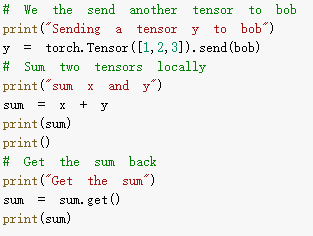 # We the send another tensor to bob
print("Sending a tensor y to bob")
y = torch.Tensor([1,2,3]).send(bob)
# Sum two tensors locally
print("sum x and y")
sum = x + y
print(sum)
print()
# Get the sum back
print("Get the sum")
sum = sum.get()
print(sum)